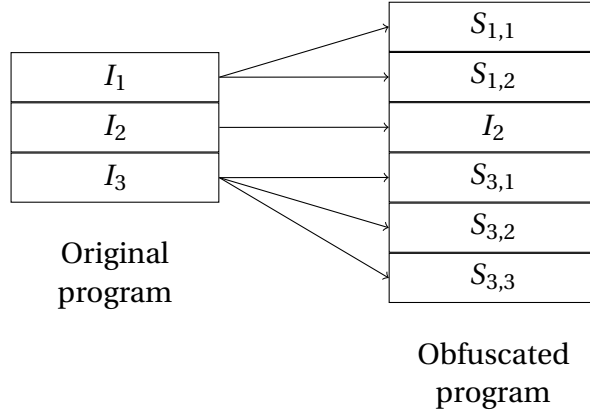 I₁
I₂
I₃
Original
program
S₁,₁
S₁,₂
I₂
S₃,₁
S₃,₂
S₃,₃
Obfuscated
program